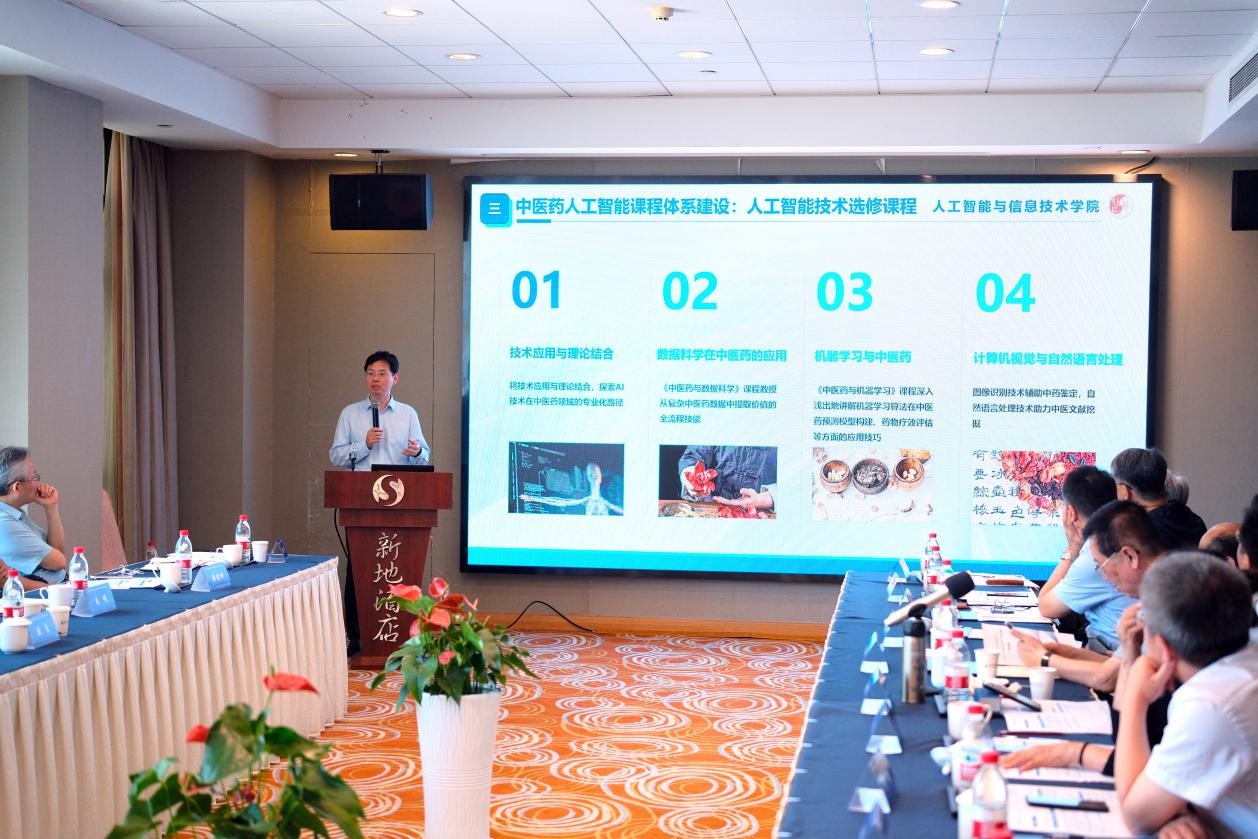 三 中医药人工智能课程体系建设：人工智能技术选修课程 人工智能与信息技术学院
01
技术应用与理论结合
将技术应用与理论结合，探索AI
技术在中医药领域的专业化路径
02
数据科学在中医药的应用
《中医药与数据科学》课程教授
从复杂中医药数据中提取价值的
全流程技能
03
机器学习与中医药
《中医药与机器学习》课程深入
浅出地讲解机器学习算法在中医
药预测模型构建、药物疗效评估
等方面的应用技巧
04
计算机视觉与自然语言处理
图像识别技术辅助中药鉴定，自
然语言处理技术助力中医文献挖
掘
新地酒店